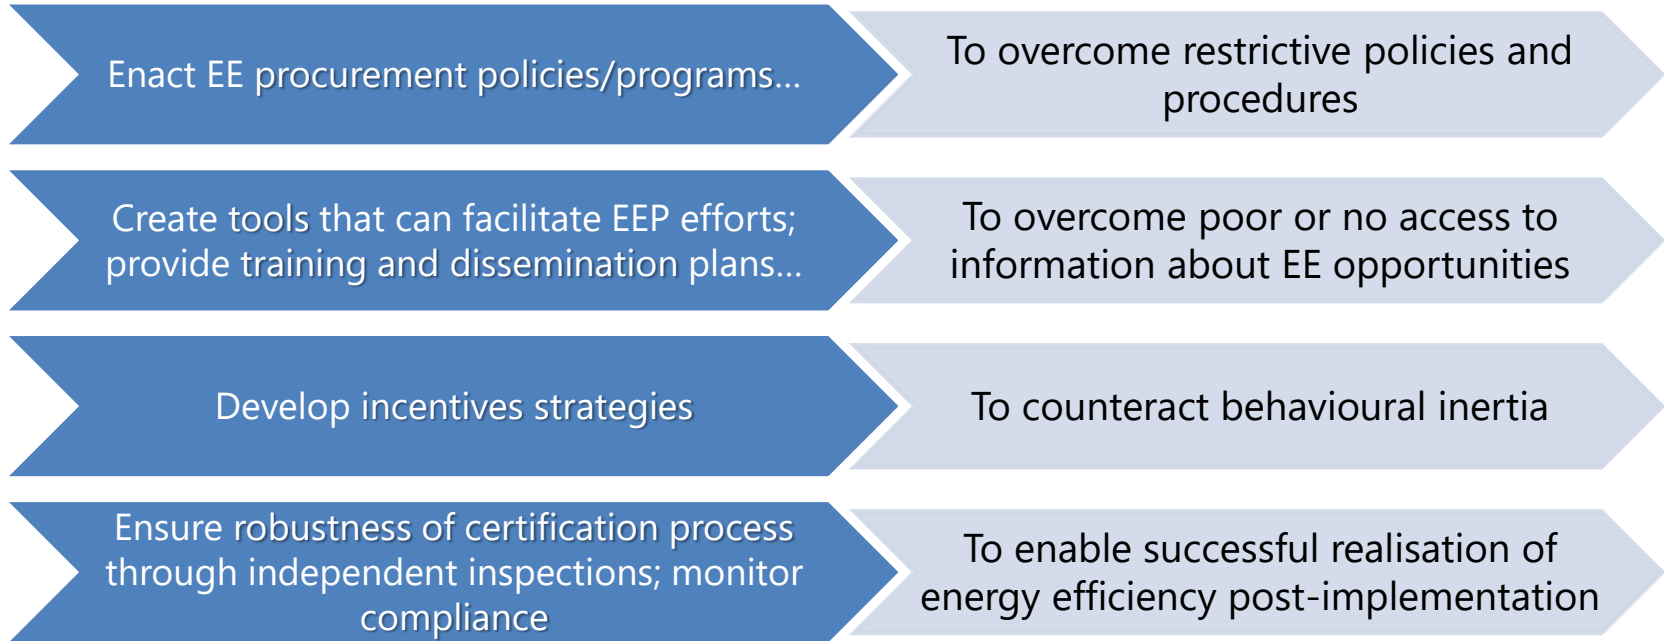 Enact EE procurement policies/programs...
To overcome restrictive policies and
procedures
Create tools that can facilitate EEP efforts;
provide training and dissemination plans...
To overcome poor or no access to
information about EE opportunities
Develop incentives strategies
To counteract behavioural inertia
Ensure robustness of certification process
through independent inspections; monitor
compliance
To enable successful realisation of
energy efficiency post-implementation